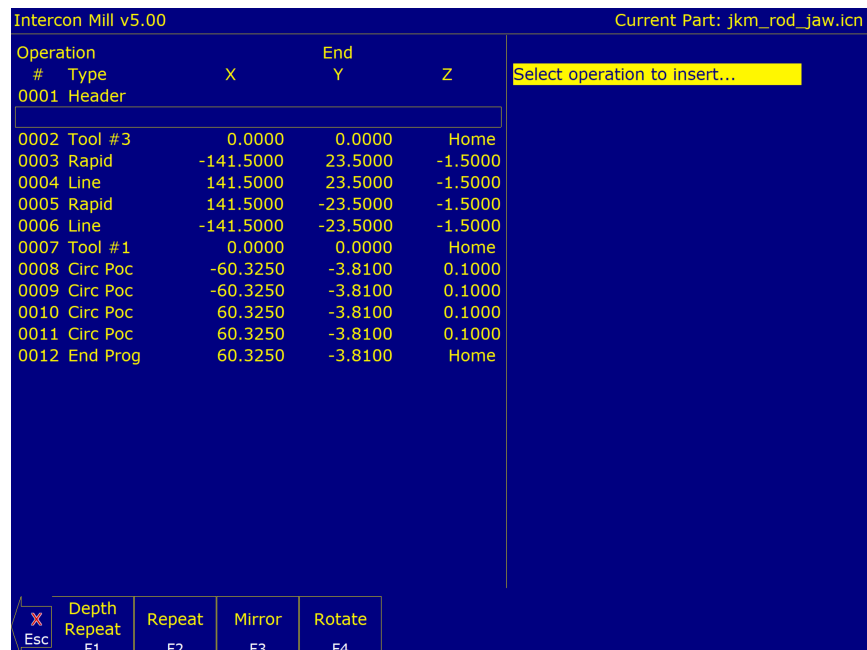 Intercon Mill v5.00 Current Part: jkm_rod_jaw.icn
Operation End
# Type X Y Z Select operation to insert...
0001 Header
0002 Tool #3 0.0000 0.0000 Home
0003 Rapid -141.5000 23.5000 -1.5000
0004 Line 141.5000 23.5000 -1.5000
0005 Rapid 141.5000 -23.5000 -1.5000
0006 Line -141.5000 -23.5000 -1.5000
0007 Tool #1 0.0000 0.0000 Home
0008 Circ Poc -60.3250 -3.8100 0.1000
0009 Circ Poc -60.3250 -3.8100 0.1000
0010 Circ Poc 60.3250 -3.8100 0.1000
0011 Circ Poc 60.3250 -3.8100 0.1000
0012 End Prog 60.3250 -3.8100 Home
X Esc
Depth Repeat F1
Repeat F2
Mirror F3
Rotate F4